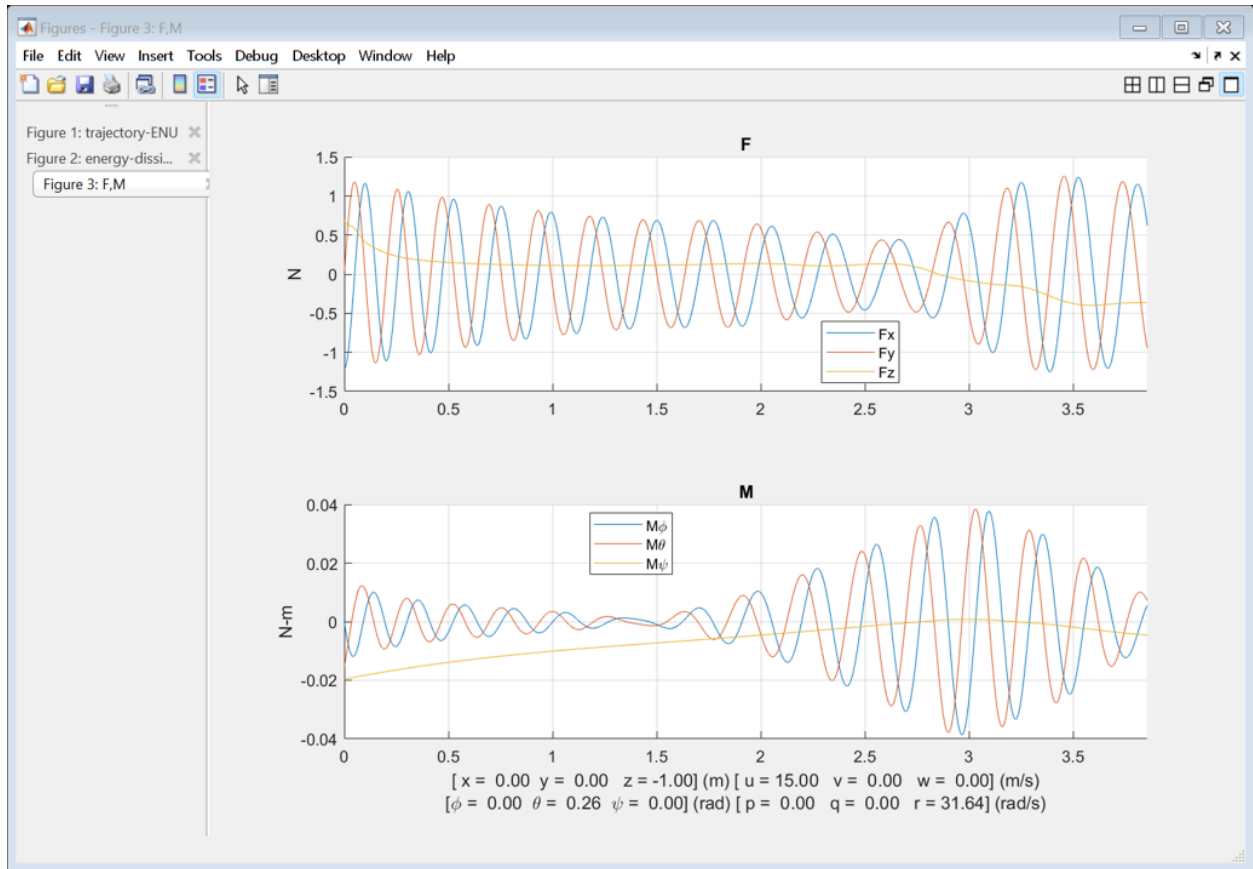 Figures - Figure 3: F,M
File Edit View Insert Tools Debug Desktop Window Help
Figure 1: trajectory-ENU
Figure 2: energy-dissi...
Figure 3: F,M
F
N
1.5
1
0.5
0
-0.5
-1
-1.5
0 0.5 1 1.5 2 2.5 3 3.5
Fx
Fy
Fz
M
N-m
0.04
0.02
0
-0.02
-0.04
0 0.5 1 1.5 2 2.5 3 3.5
Mϕ
Mθ
Mψ
[ x = 0.00 y = 0.00 z = -1.00] (m) [ u = 15.00 v = 0.00 w = 0.00] (m/s)
[ϕ = 0.00 θ = 0.26 ψ = 0.00] (rad) [ p = 0.00 q = 0.00 r = 31.64] (rad/s)